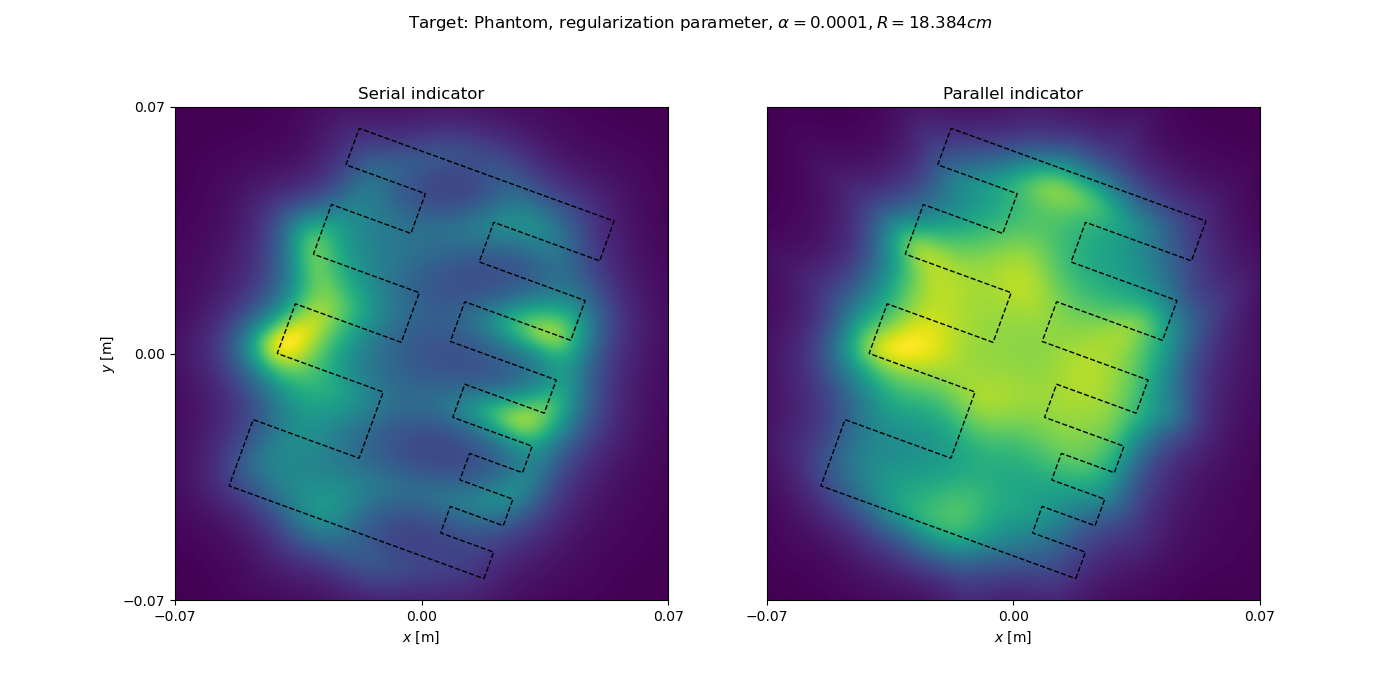 Target: Phantom, regularization parameter, α = 0.0001, R = 18.384cm
Serial indicator
Parallel indicator
0.07
0.00
−0.07
y [m]
−0.07 0.00 0.07
−0.07 0.00 0.07
x [m]
x [m]